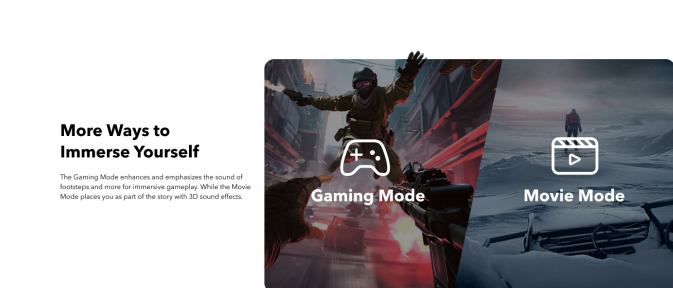 More Ways to
Immerse Yourself
The Gaming Mode enhances and emphasizes the sound of
footsteps and more for immersive gameplay. While the Movie
Mode places you as part of the story with 3D sound effects.
Gaming Mode
Movie Mode